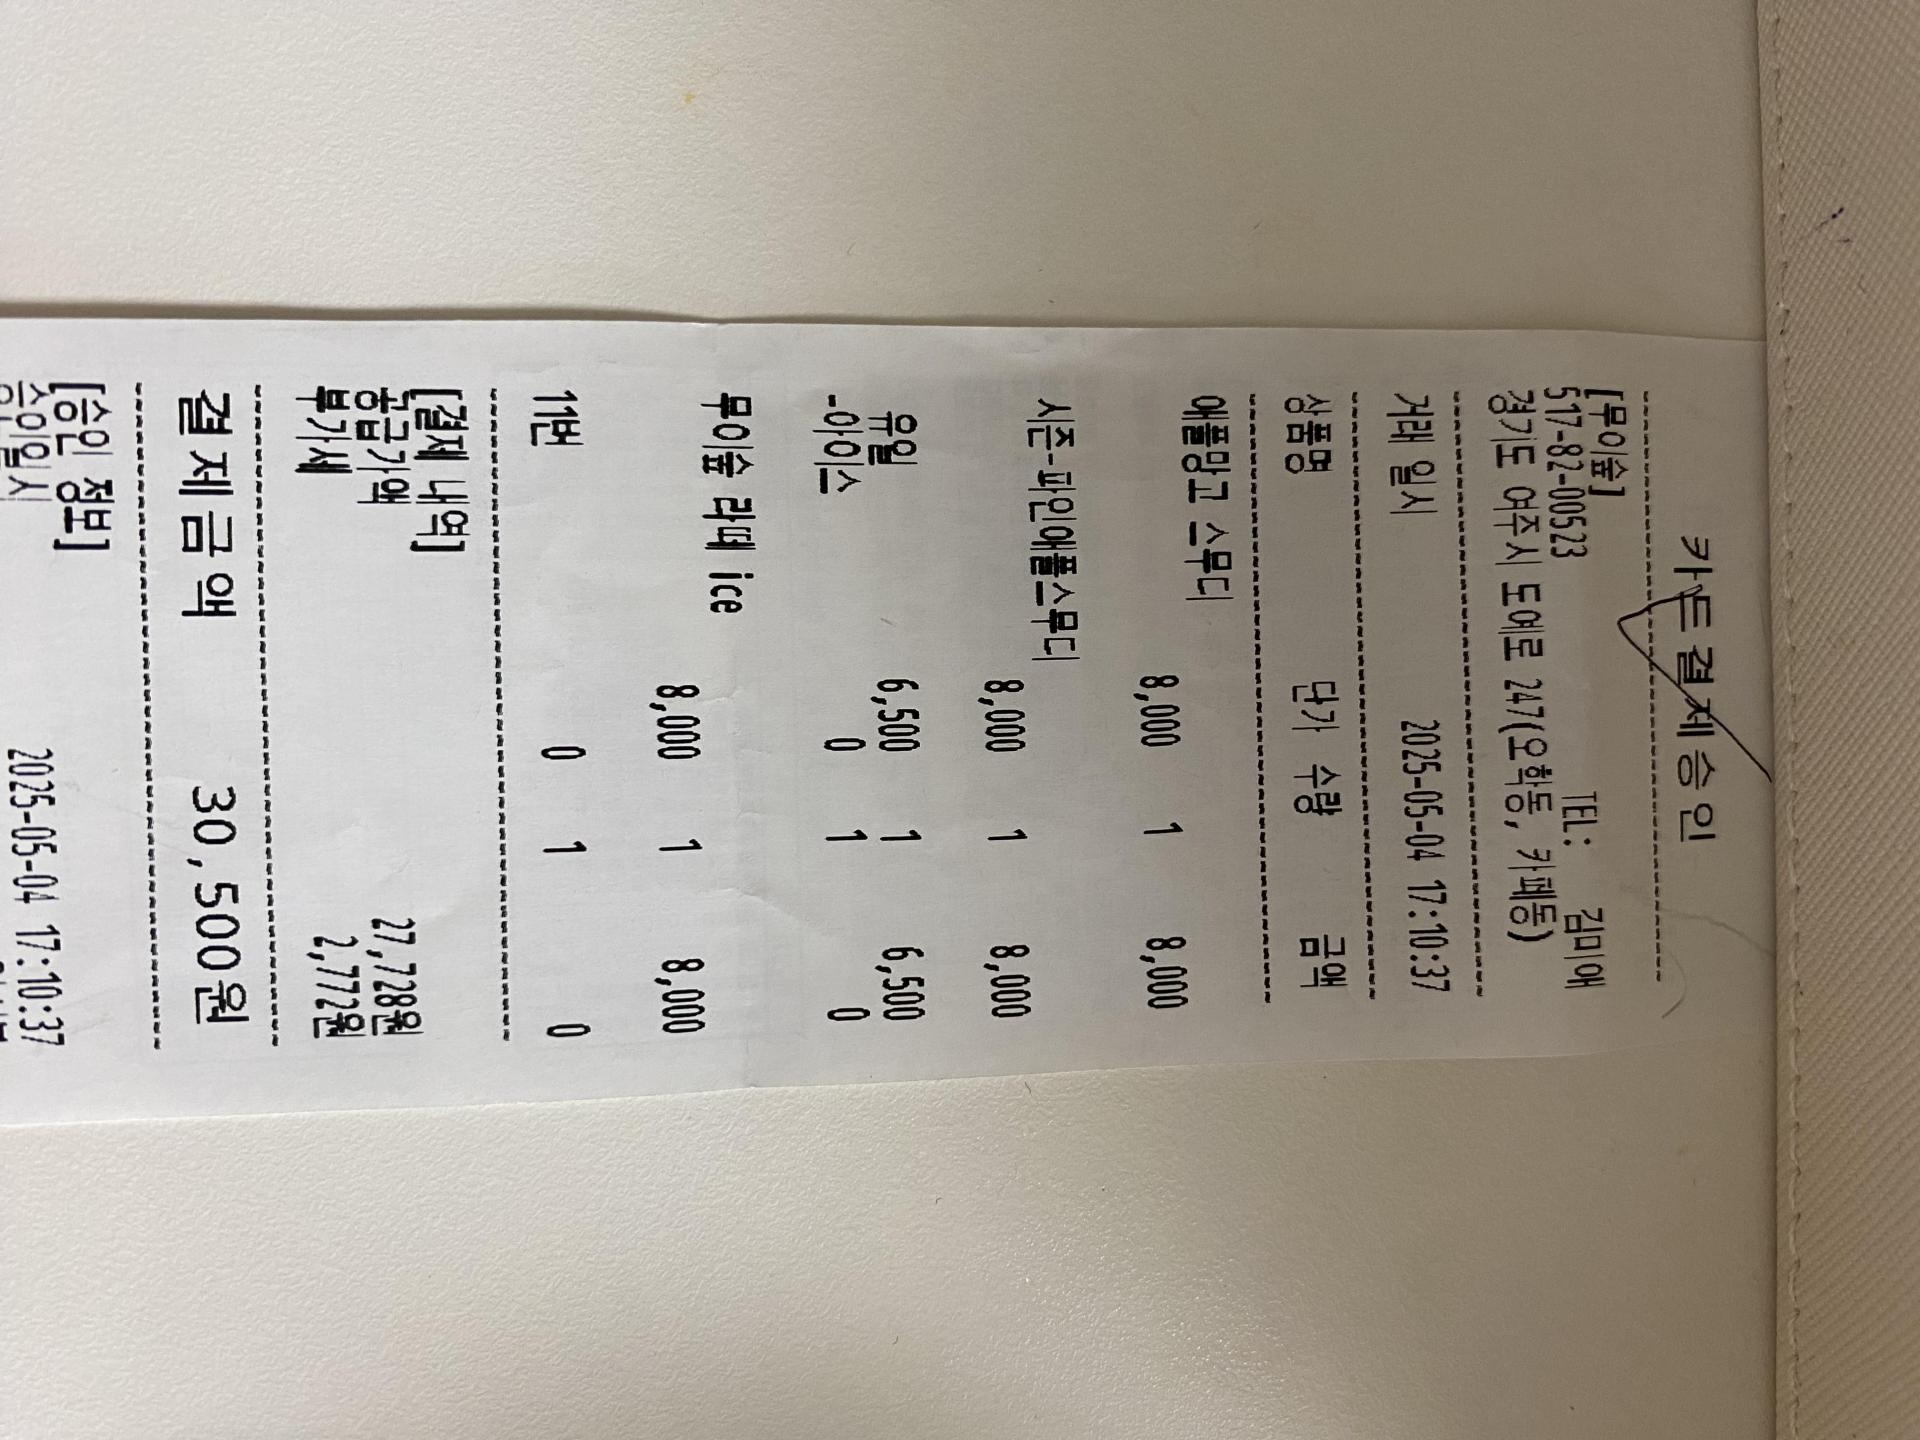 카드결제승인
[무이숲]
517-82-00523 TEL: 김미애
경기도 여주시 도예로 247(오학동, 카페동)
거래 일시 2025-05-04 17:10:37
상품명 단가 수량 금액
애플망고 스무디
8,000 1 8,000
시즌-파인애플스무디
8,000 1 8,000
유월 6,500 1 6,500
-아이스 0 1 0
무이숲 라떼 ice
8,000 1 8,000
11번 0 1 0
[결제 내역]
공급가액 27,728원
부가세 2,772원
결제금액 30,500원
[승인 정보]
승인일시 2025-05-04 17:10:37